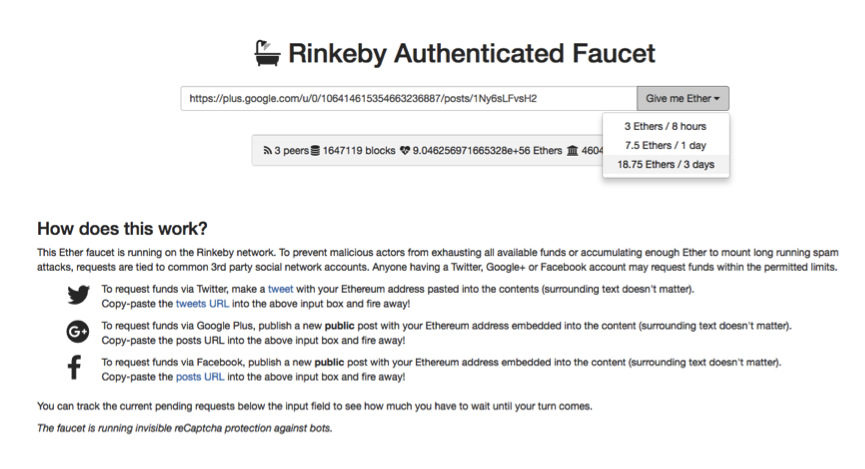 Rinkeby Authenticated Faucet
https://plus.google.com/u/0/106414615354663236887/posts/1Ny6sLFvsH2 Give me Ether
3 Ethers / 8 hours
7.5 Ethers / 1 day
18.75 Ethers / 3 days
3 peers 1647119 blocks 9.046256971665328e+56 Ethers 4604
How does this work?
This Ether faucet is running on the Rinkeby network. To prevent malicious actors from exhausting all available funds or accumulating enough Ether to mount long running spam
attacks, requests are tied to common 3rd party social network accounts. Anyone having a Twitter, Google+ or Facebook account may request funds within the permitted limits.
To request funds via Twitter, make a tweet with your Ethereum address pasted into the contents (surrounding text doesn't matter).
Copy-paste the tweets URL into the above input box and fire away!
G+ To request funds via Google Plus, publish a new public post with your Ethereum address embedded into the content (surrounding text doesn't matter).
Copy-paste the posts URL into the above input box and fire away!
To request funds via Facebook, publish a new public post with your Ethereum address embedded into the content (surrounding text doesn't matter).
Copy-paste the posts URL into the above input box and fire away!
You can track the current pending requests below the input field to see how much you have to wait until your turn comes.
The faucet is running invisible reCaptcha protection against bots.